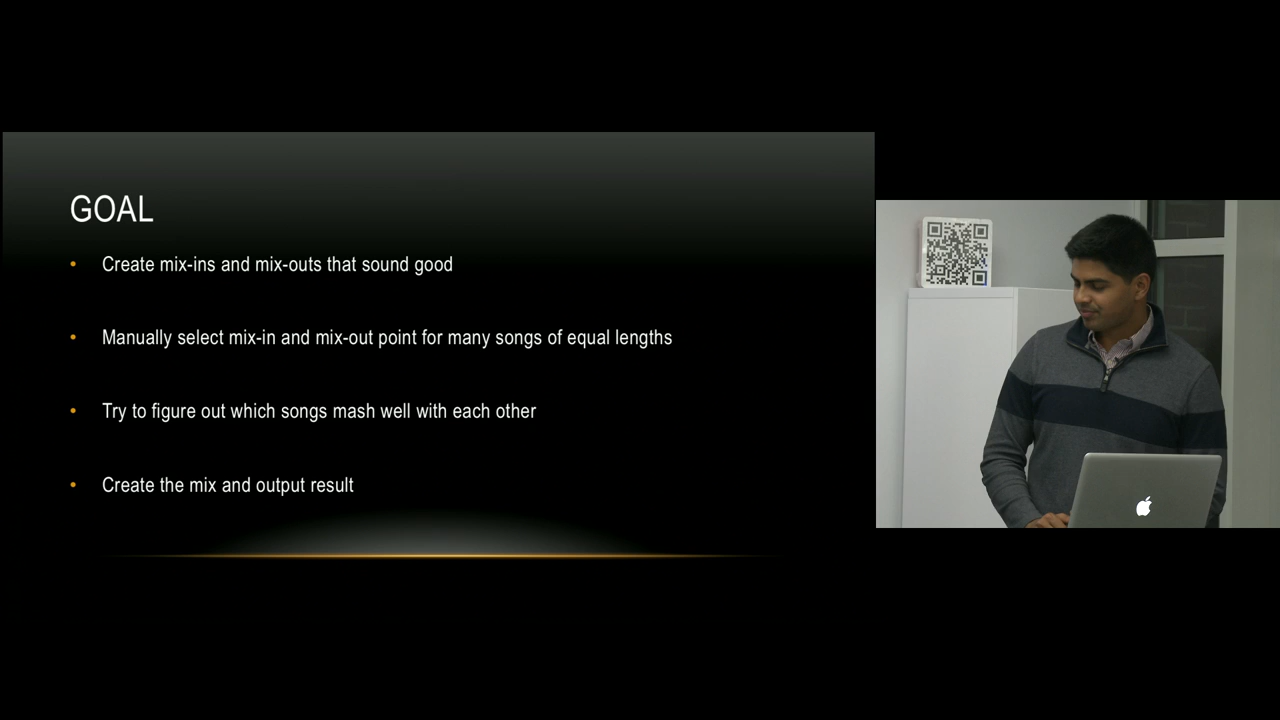 GOAL
• Create mix-ins and mix-outs that sound good
• Manually select mix-in and mix-out point for many songs of equal lengths
• Try to figure out which songs mash well with each other
• Create the mix and output result